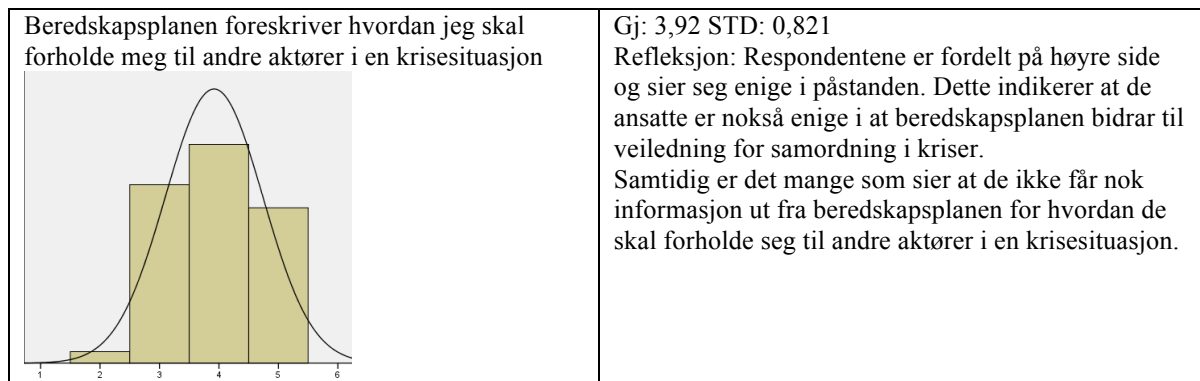 Beredskapsplanen foreskriver hvordan jeg skal
forholde meg til andre aktører i en krisesituasjon
1 2 3 4 5 6
Gj: 3,92 STD: 0,821
Refleksjon: Respondentene er fordelt på høyre side
og sier seg enige i påstanden. Dette indikerer at de
ansatte er nokså enige i at beredskapsplanen bidrar til
veiledning for samordning i kriser.
Samtidig er det mange som sier at de ikke får nok
informasjon ut fra beredskapsplanen for hvordan de
skal forholde seg til andre aktører i en krisesituasjon.